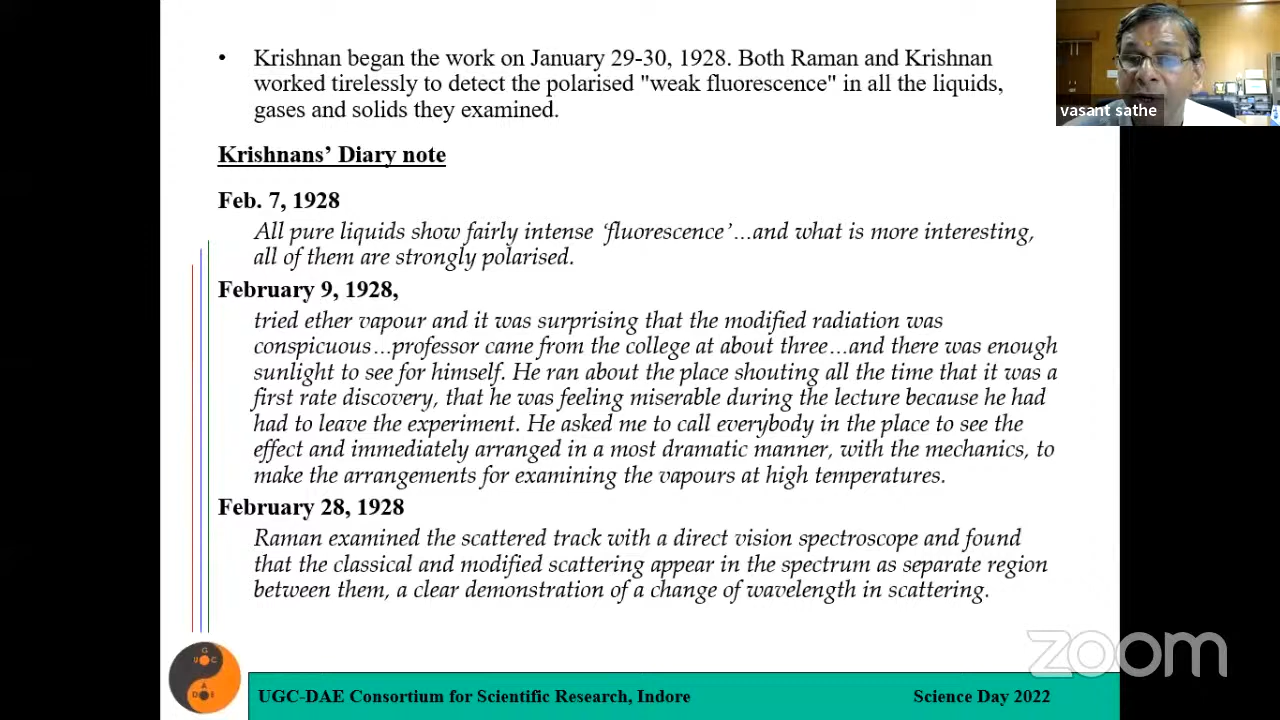 • Krishnan began the work on January 29-30, 1928. Both Raman and Krishnan
worked tirelessly to detect the polarised "weak fluorescence" in all the liquids,
gases and solids they examined.
vasant sathe
Krishnans’ Diary note
Feb. 7, 1928
All pure liquids show fairly intense ‘fluorescence’...and what is more interesting,
all of them are strongly polarised.
February 9, 1928,
tried ether vapour and it was surprising that the modified radiation was
conspicuous...professor came from the college at about three...and there was enough
sunlight to see for himself. He ran about the place shouting all the time that it was a
first rate discovery, that he was feeling miserable during the lecture because he had
had to leave the experiment. He asked me to call everybody in the place to see the
effect and immediately arranged in a most dramatic manner, with the mechanics, to
make the arrangements for examining the vapours at high temperatures.
February 28, 1928
Raman examined the scattered track with a direct vision spectroscope and found
that the classical and modified scattering appear in the spectrum as separate region
between them, a clear demonstration of a change of wavelength in scattering.
zoom
G
U C
A
D E
UGC-DAE Consortium for Scientific Research, Indore
Science Day 2022